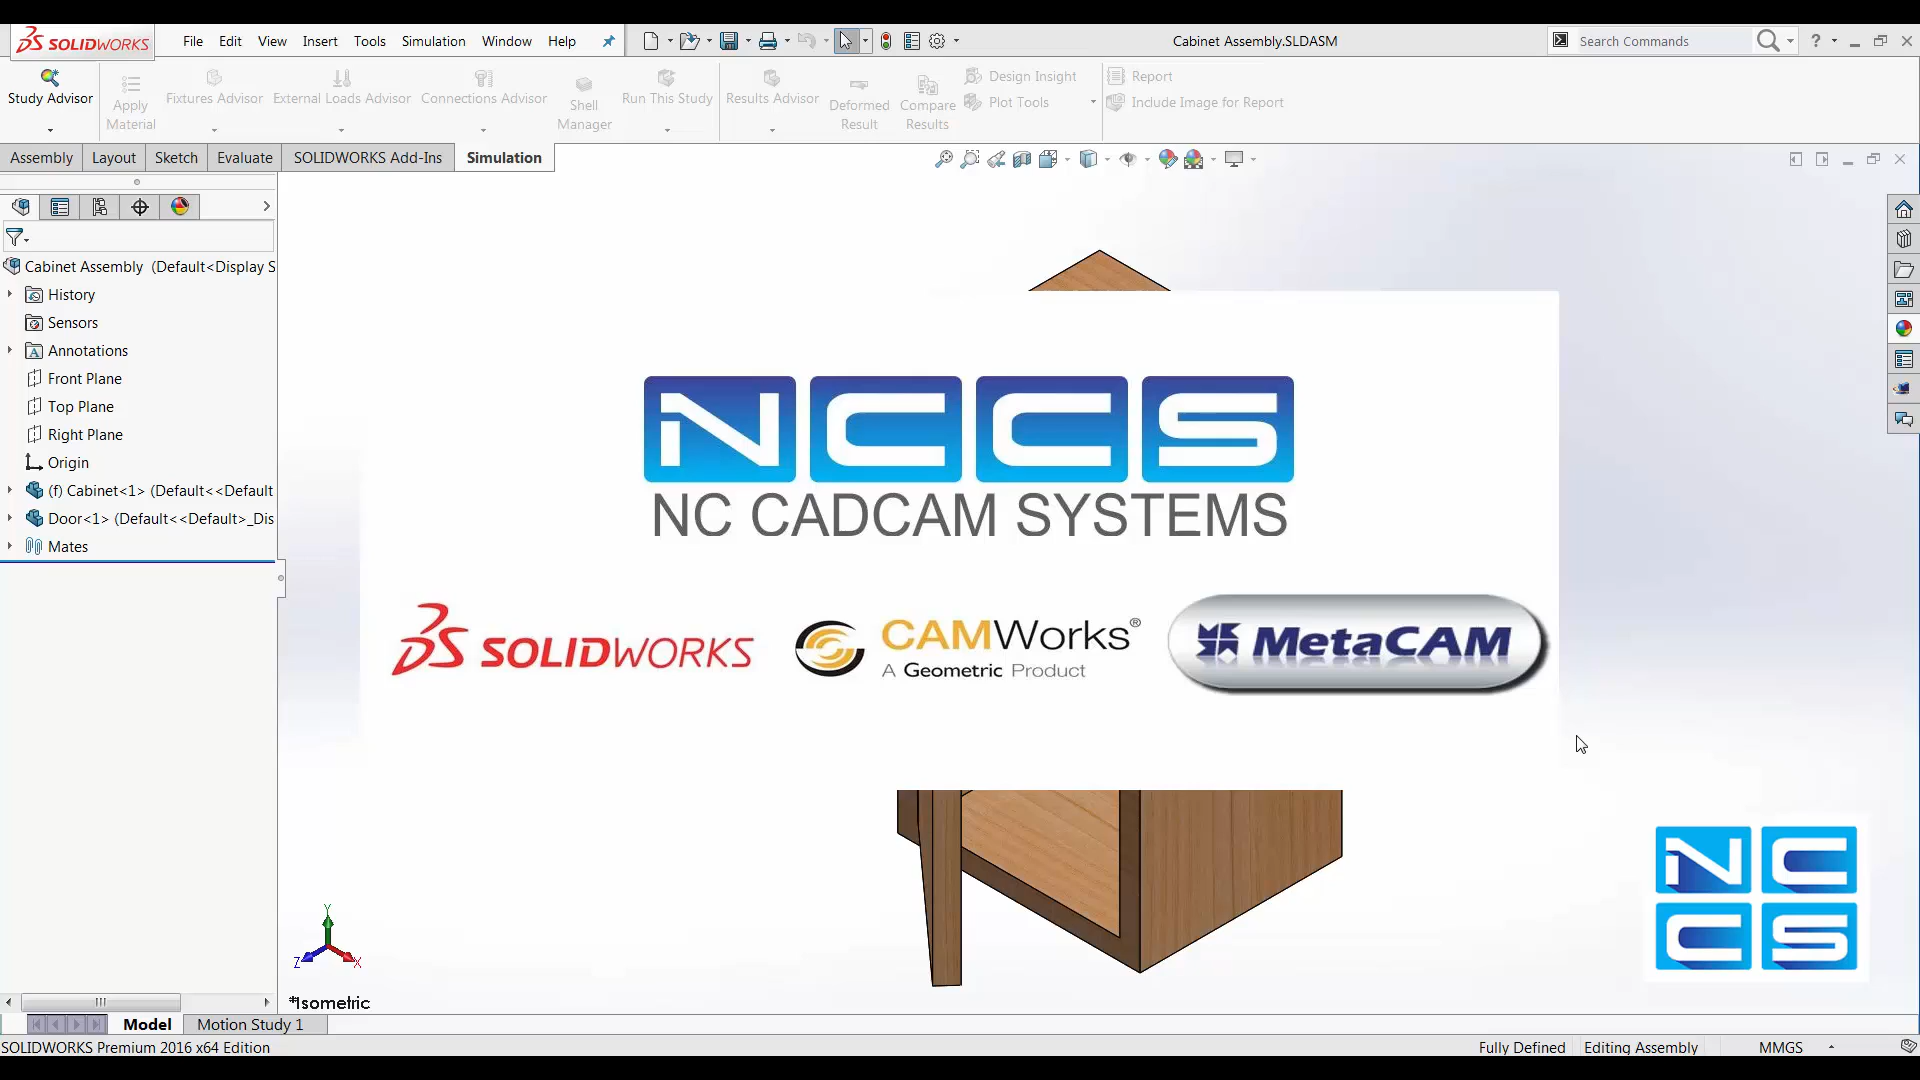 SOLIDWORKS
File Edit View Insert Tools Simulation Window Help
Cabinet Assembly.SLDASM
Search Commands
?
Study Advisor
Apply Material
Fixtures Advisor
External Loads Advisor
Connections Advisor
Shell Manager
Run This Study
Results Advisor
Deformed Result
Compare Results
Design Insight
Plot Tools
Report
Include Image for Report
Assembly Layout Sketch Evaluate SOLIDWORKS Add-Ins Simulation
Cabinet Assembly (Default<Display S
History
Sensors
Annotations
Front Plane
Top Plane
Right Plane
Origin
(f) Cabinet<1> (Default<<Default
Door<1> (Default<<Default>_Dis
Mates
NCCS
NC CADCAM SYSTEMS
SOLIDWORKS
CAMWorks®
A Geometric Product
MetaCAM
NC
CS
Y
Z X
*Isometric
Model Motion Study 1
SOLIDWORKS Premium 2016 x64 Edition
Fully Defined Editing Assembly MMGS